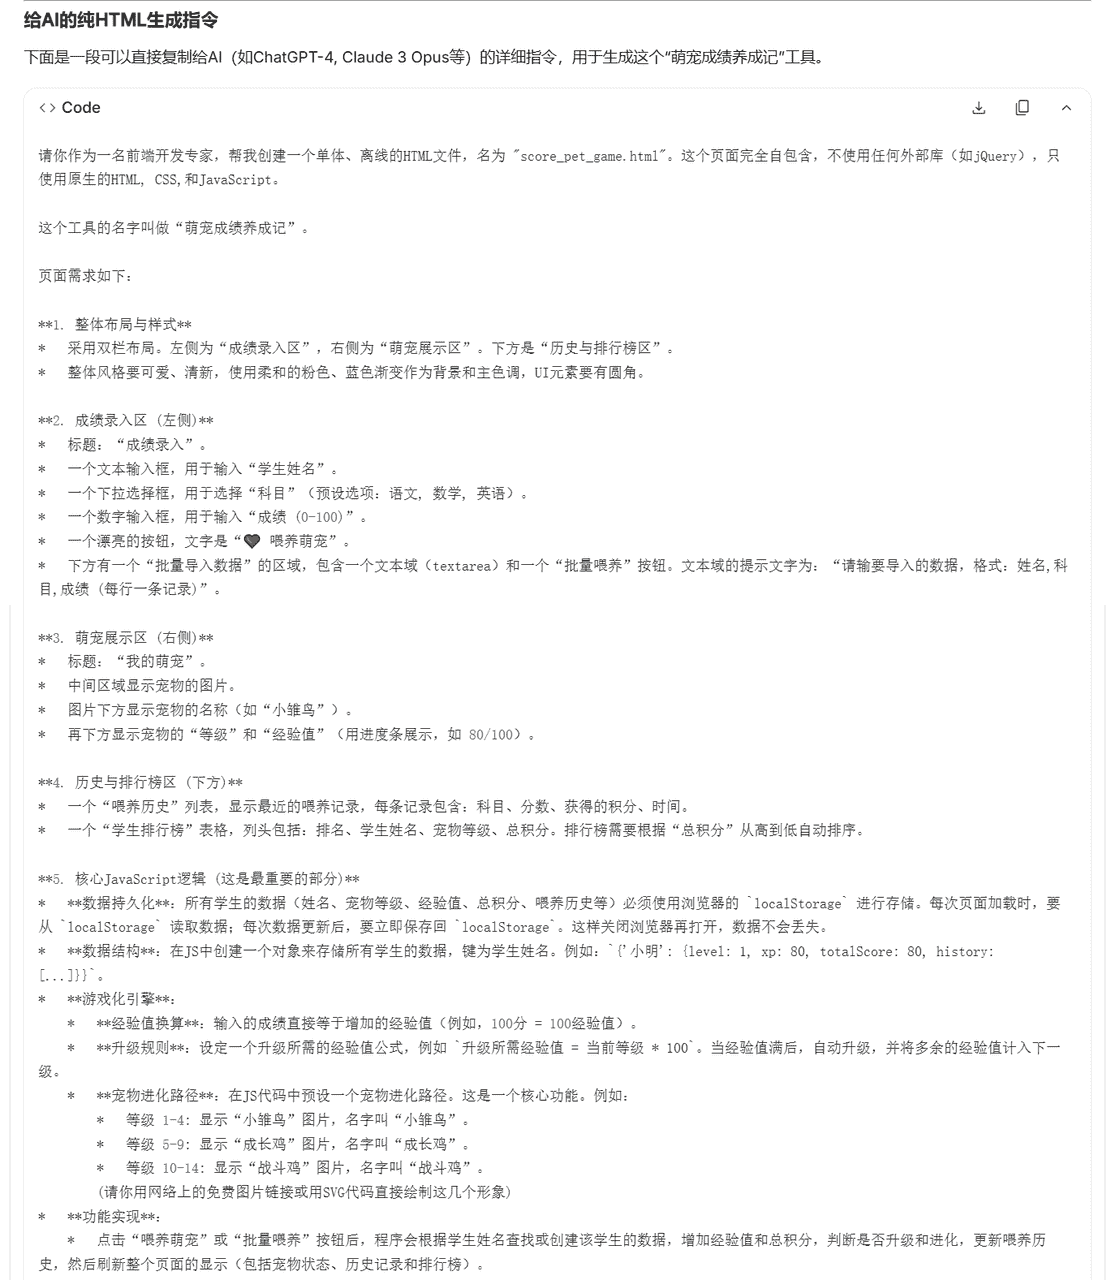 给AI的纯HTML生成指令
下面是一段可以直接复制给AI（如ChatGPT-4, Claude 3 Opus等）的详细指令，用于生成这个“萌宠成绩养成记”工具。
<> Code
请你作为一名前端开发专家，帮我创建一个单体、离线的HTML文件，名为 "score_pet_game.html"。这个页面完全自包含，不使用任何外部库（如jQuery），只
使用原生的HTML, CSS,和JavaScript。
这个工具的名字叫做“萌宠成绩养成记”。
页面需求如下：
**1. 整体布局与样式**
*   采用双栏布局。左侧为“成绩录入区”，右侧为“萌宠展示区”。下方是“历史与排行榜区”。
*   整体风格要可爱、清新，使用柔和的粉色、蓝色渐变作为背景和主色调，UI元素要有圆角。
**2. 成绩录入区 (左侧)**
*   标题：“成绩录入”。
*   一个文本输入框，用于输入“学生姓名”。
*   一个下拉选择框，用于选择“科目”（预设选项：语文, 数学, 英语）。
*   一个数字输入框，用于输入“成绩 (0-100)”。
*   一个漂亮的按钮，文字是“🖤 喂养萌宠”。
*   下方有一个“批量导入数据”的区域，包含一个文本域（textarea）和一个“批量喂养”按钮。文本域的提示文字为：“请输要导入的数据，格式：姓名,科
目,成绩 (每行一条记录)”。
**3. 萌宠展示区 (右侧)**
*   标题：“我的萌宠”。
*   中间区域显示宠物的图片。
*   图片下方显示宠物的名称（如“小雏鸟”）。
*   再下方显示宠物的“等级”和“经验值”（用进度条展示，如 80/100）。
**4. 历史与排行榜区 (下方)**
*   一个“喂养历史”列表，显示最近的喂养记录，每条记录包含：科目、分数、获得的积分、时间。
*   一个“学生排行榜”表格，列头包括：排名、学生姓名、宠物等级、总积分。排行榜需要根据“总积分”从高到低自动排序。
**5. 核心JavaScript逻辑 (这是最重要的部分)**
*   **数据持久化**：所有学生的数据（姓名、宠物等级、经验值、总积分、喂养历史等）必须使用浏览器的 `localStorage` 进行存储。每次页面加载时，要
从 `localStorage` 读取数据；每次数据更新后，要立即保存回 `localStorage`。这样关闭浏览器再打开，数据不会丢失。
*   **数据结构**：在JS中创建一个对象来存储所有学生的数据，键为学生姓名。例如：`{'小明': {level: 1, xp: 80, totalScore: 80, history:
[...]}}`。
*   **游戏化引擎**：
*   **经验值换算**：输入的成绩直接等于增加的经验值（例如，100分 = 100经验值）。
*   **升级规则**：设定一个升级所需的经验值公式，例如 `升级所需经验值 = 当前等级 * 100`。当经验值满后，自动升级，并将多余的经验值计入下一
级。
*   **宠物进化路径**：在JS代码中预设一个宠物进化路径。这是一个核心功能。例如：
*   等级 1-4: 显示“小雏鸟”图片，名字叫“小雏鸟”。
*   等级 5-9: 显示“成长鸡”图片，名字叫“成长鸡”。
*   等级 10-14: 显示“战斗鸡”图片，名字叫“战斗鸡”。
(请你用网络上的免费图片链接或用SVG代码直接绘制这几个形象)
*   **功能实现**：
*   点击“喂养萌宠”或“批量喂养”按钮后，程序会根据学生姓名查找或创建该学生的数据，增加经验值和总积分，判断是否升级和进化，更新喂养历
史，然后刷新整个页面的显示（包括宠物状态、历史记录和排行榜）。